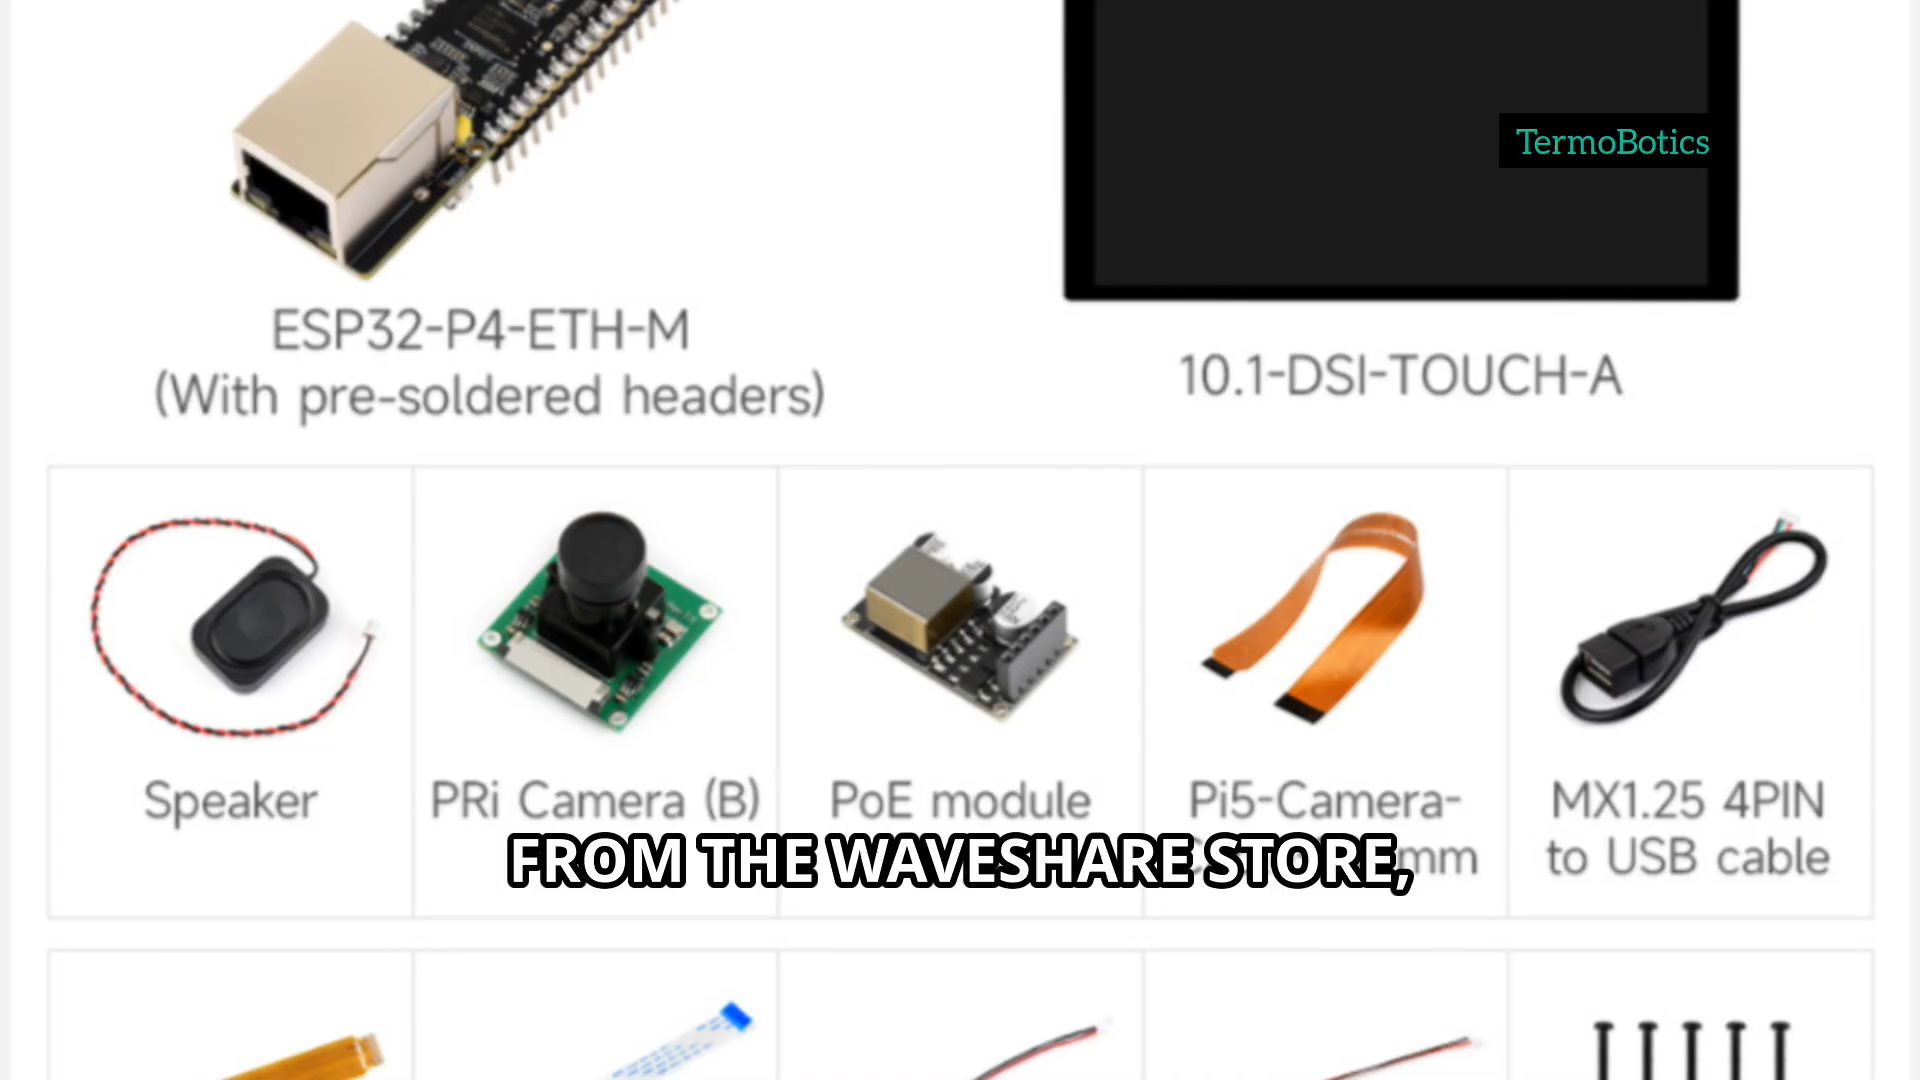 TermoBotics
ESP32-P4-ETH-M
(With pre-soldered headers)
10.1-DSI-TOUCH-A
Speaker
PRi Camera (B)
PoE module
Pi5-Camera-
mm
MX1.25 4PIN
to USB cable
FROM THE WAVESHARE STORE,